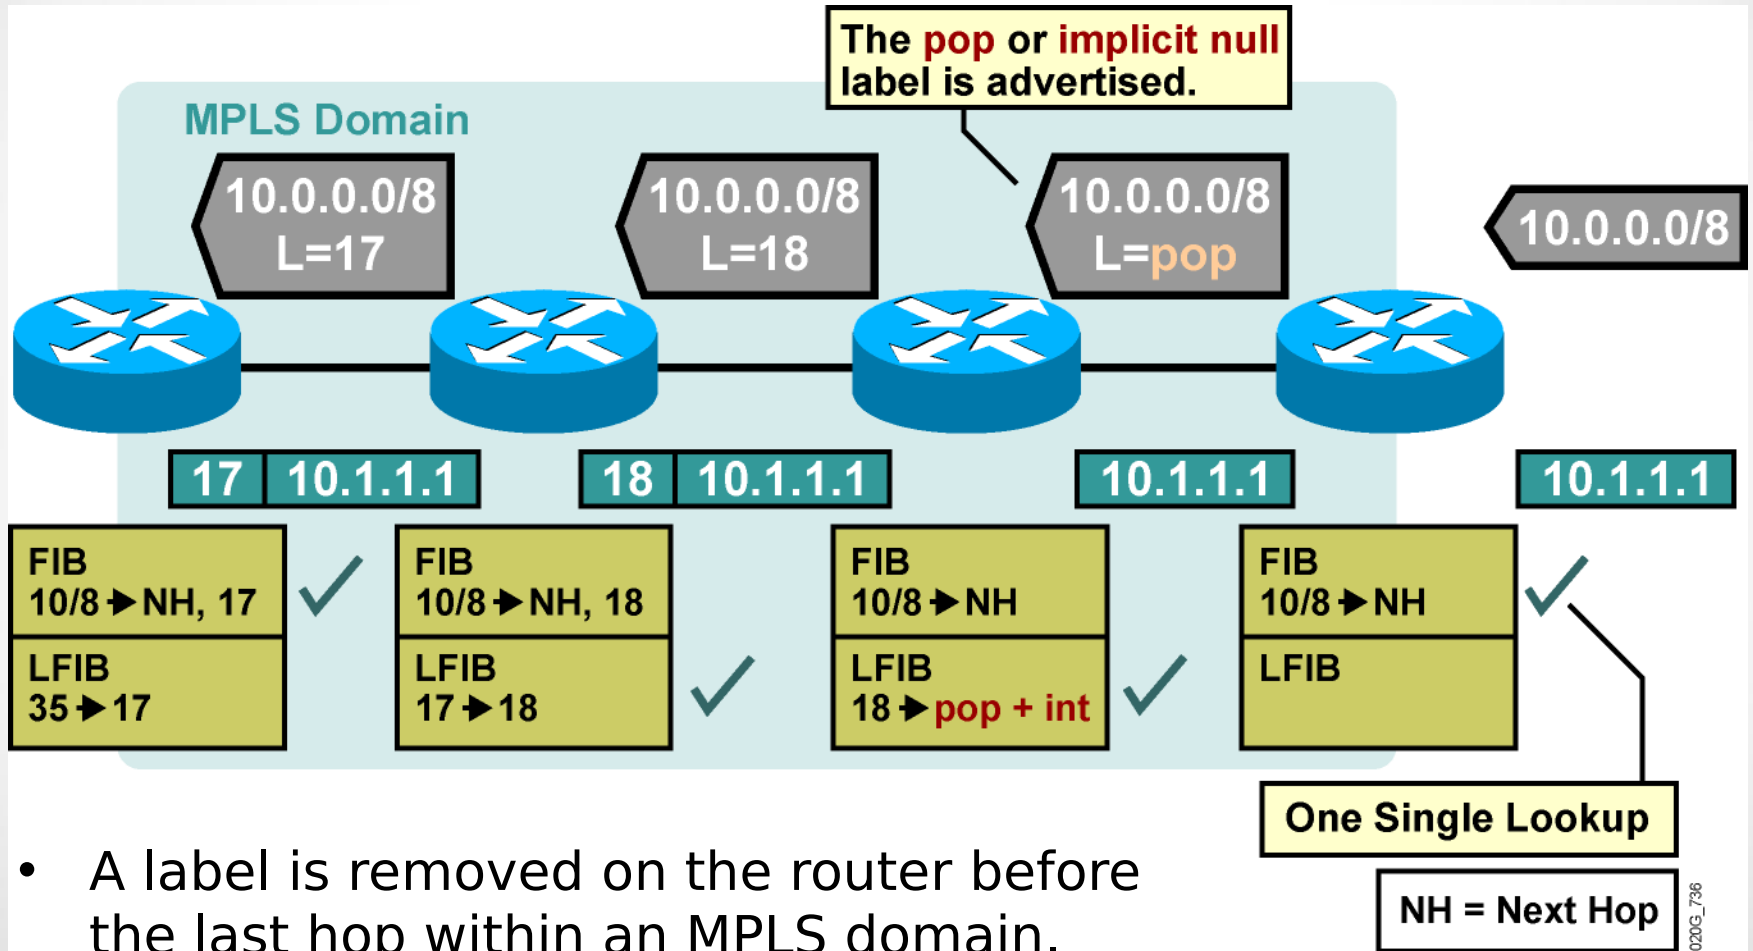 The pop or implicit null
label is advertised.
MPLS Domain
10.0.0.0/8
L=17
10.0.0.0/8
L=18
10.0.0.0/8
L=pop
10.0.0.0/8
17 10.1.1.1
18 10.1.1.1
10.1.1.1
10.1.1.1
FIB
10/8→NH, 17
LFIB
35→17
FIB
10/8→NH, 18
LFIB
17→18
FIB
10/8→NH
LFIB
18→pop + int
FIB
10/8→NH
LFIB
One Single Lookup
NH = Next Hop
020G_736
• A label is removed on the router before
the last hop within an MPLS domain.